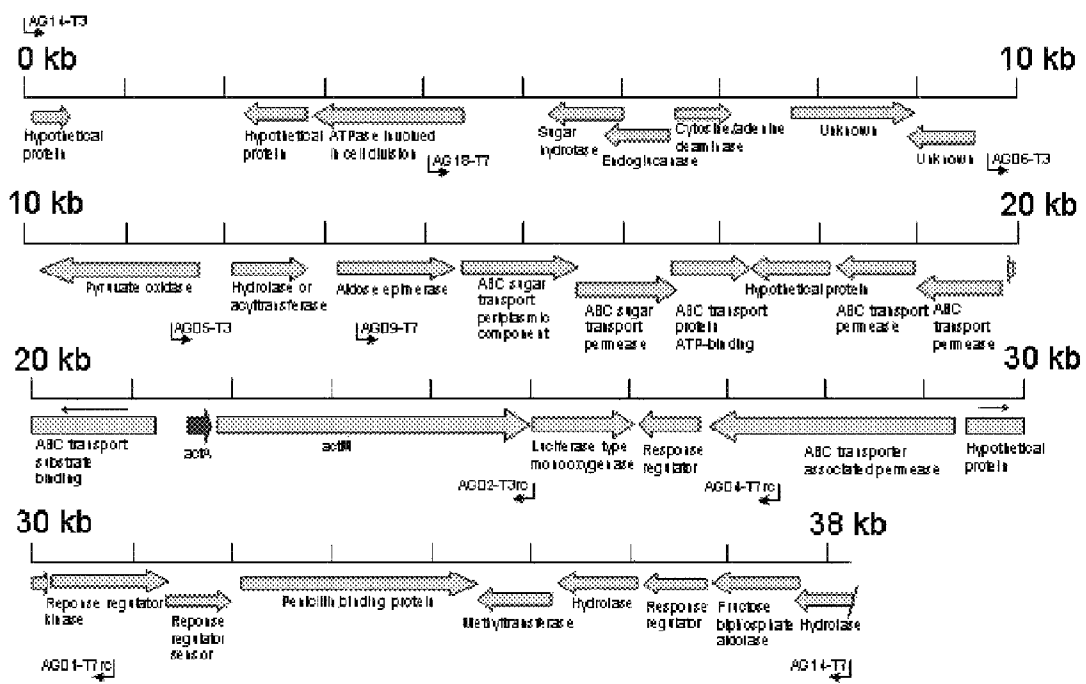 AG14-T3
0 kb
10 kb
Hypothetical
protein
Hypothetical
protein
ATPase involved
in cell division
AG18-T7
Sugar
hydrolase
Endoglucanase
Cytosine/adenine
deaminase
Unknown
Unknown
AG06-T3
10 kb
20 kb
Pyruvate oxidase
AG05-T3
Hydrolase or
acyltransferase
Aldose epimerase
AG09-T7
ABC sugar
transport
periplasmic
component
ABC sugar
transport
permease
ABC transport
protein
ATP-binding
Hypothetical protein
ABC
transport
permease
ABC
transport
permease
20 kb
30 kb
ABC transport
substrate
binding
actA
actM
Luciferase type
monooxygenase
AG02-T3rc
Response
regulator
AG04-T7rc
ABC transporter
associated permease
Hypothetical
protein
30 kb
38 kb
Reponse regulator
kinase
AG01-T7rc
Reponse
regulator
sensor
Penicillin binding protein
Methyltransferase
Hydrolase
Response
regulator
Fructose
biphosphate
aldolase
Hydrolase
AG14-T7